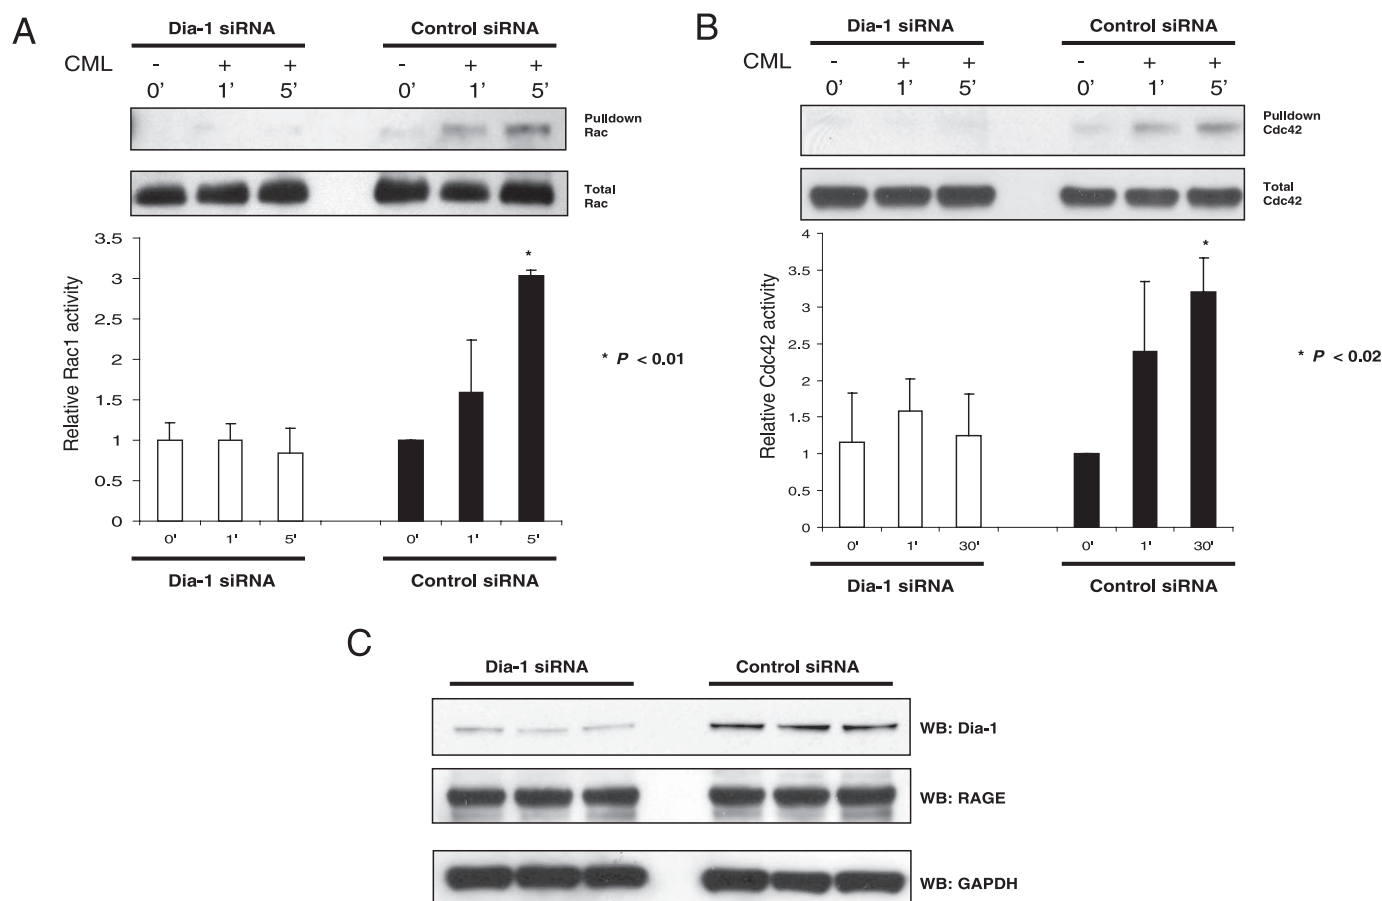 A
Dia-1 siRNA Control siRNA
CML - + + - + +
0’ 1’ 5’ 0’ 1’ 5’
Pulldown
Rac
Total
Rac
Relative Rac1 activity
3.5
3
2.5
2
1.5
1
0.5
0
*
* P < 0.01
0' 1' 5' 0' 1' 5'
Dia-1 siRNA Control siRNA
B
Dia-1 siRNA Control siRNA
CML - + + - + +
0’ 1’ 5’ 0’ 1’ 5’
Pulldown
Cdc42
Total
Cdc42
Relative Cdc42 activity
4
3.5
3
2.5
2
1.5
1
0.5
0
*
* P < 0.02
0' 1' 30' 0' 1' 30'
Dia-1 siRNA Control siRNA
C
Dia-1 siRNA Control siRNA
WB: Dia-1
WB: RAGE
WB: GAPDH